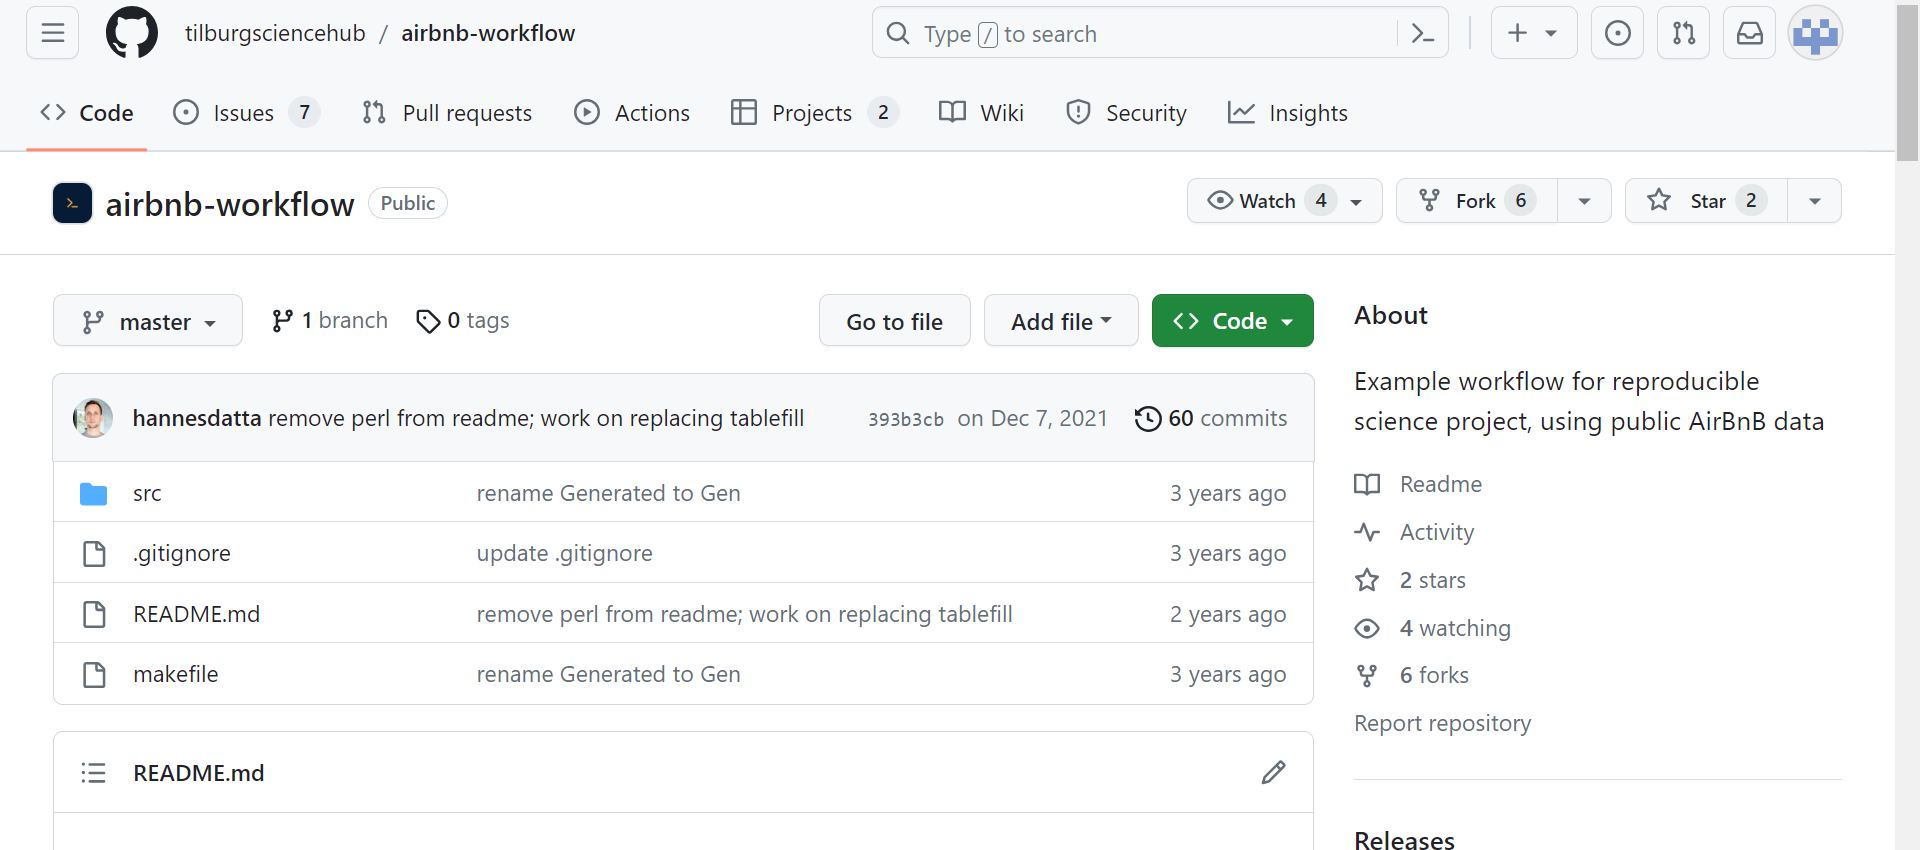 tilburgsciencehub / airbnb-workflow
Type / to search
Code
Issues 7
Pull requests
Actions
Projects 2
Wiki
Security
Insights
airbnb-workflow Public
Watch 4
Fork 6
Star 2
master
1 branch
0 tags
Go to file
Add file
Code
hannesdatta remove perl from readme; work on replacing tablefill 393b3cb on Dec 7, 2021 60 commits
src rename Generated to Gen 3 years ago
.gitignore update .gitignore 3 years ago
README.md remove perl from readme; work on replacing tablefill 2 years ago
makefile rename Generated to Gen 3 years ago
README.md
About
Example workflow for reproducible
science project, using public AirBnB data
Readme
Activity
2 stars
4 watching
6 forks
Report repository
Releases